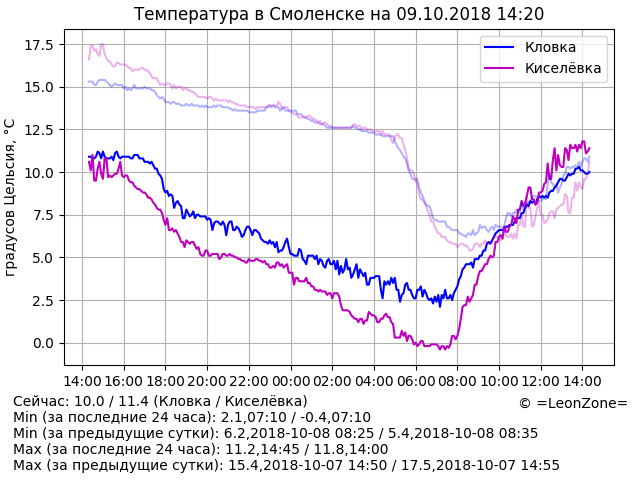 Температура в Смоленске на 09.10.2018 14:20
градусов Цельсия, °C
17.5
15.0
12.5
10.0
7.5
5.0
2.5
0.0
Кловка
Киселёвка
14:00 16:00 18:00 20:00 22:00 00:00 02:00 04:00 06:00 08:00 10:00 12:00 14:00
Сейчас: 10.0 / 11.4 (Кловка / Киселёвка)
© =LeonZone=
Min (за последние 24 часа): 2.1,07:10 / -0.4,07:10
Min (за предыдущие сутки): 6.2,2018-10-08 08:25 / 5.4,2018-10-08 08:35
Max (за последние 24 часа): 11.2,14:45 / 11.8,14:00
Max (за предыдущие сутки): 15.4,2018-10-07 14:50 / 17.5,2018-10-07 14:55